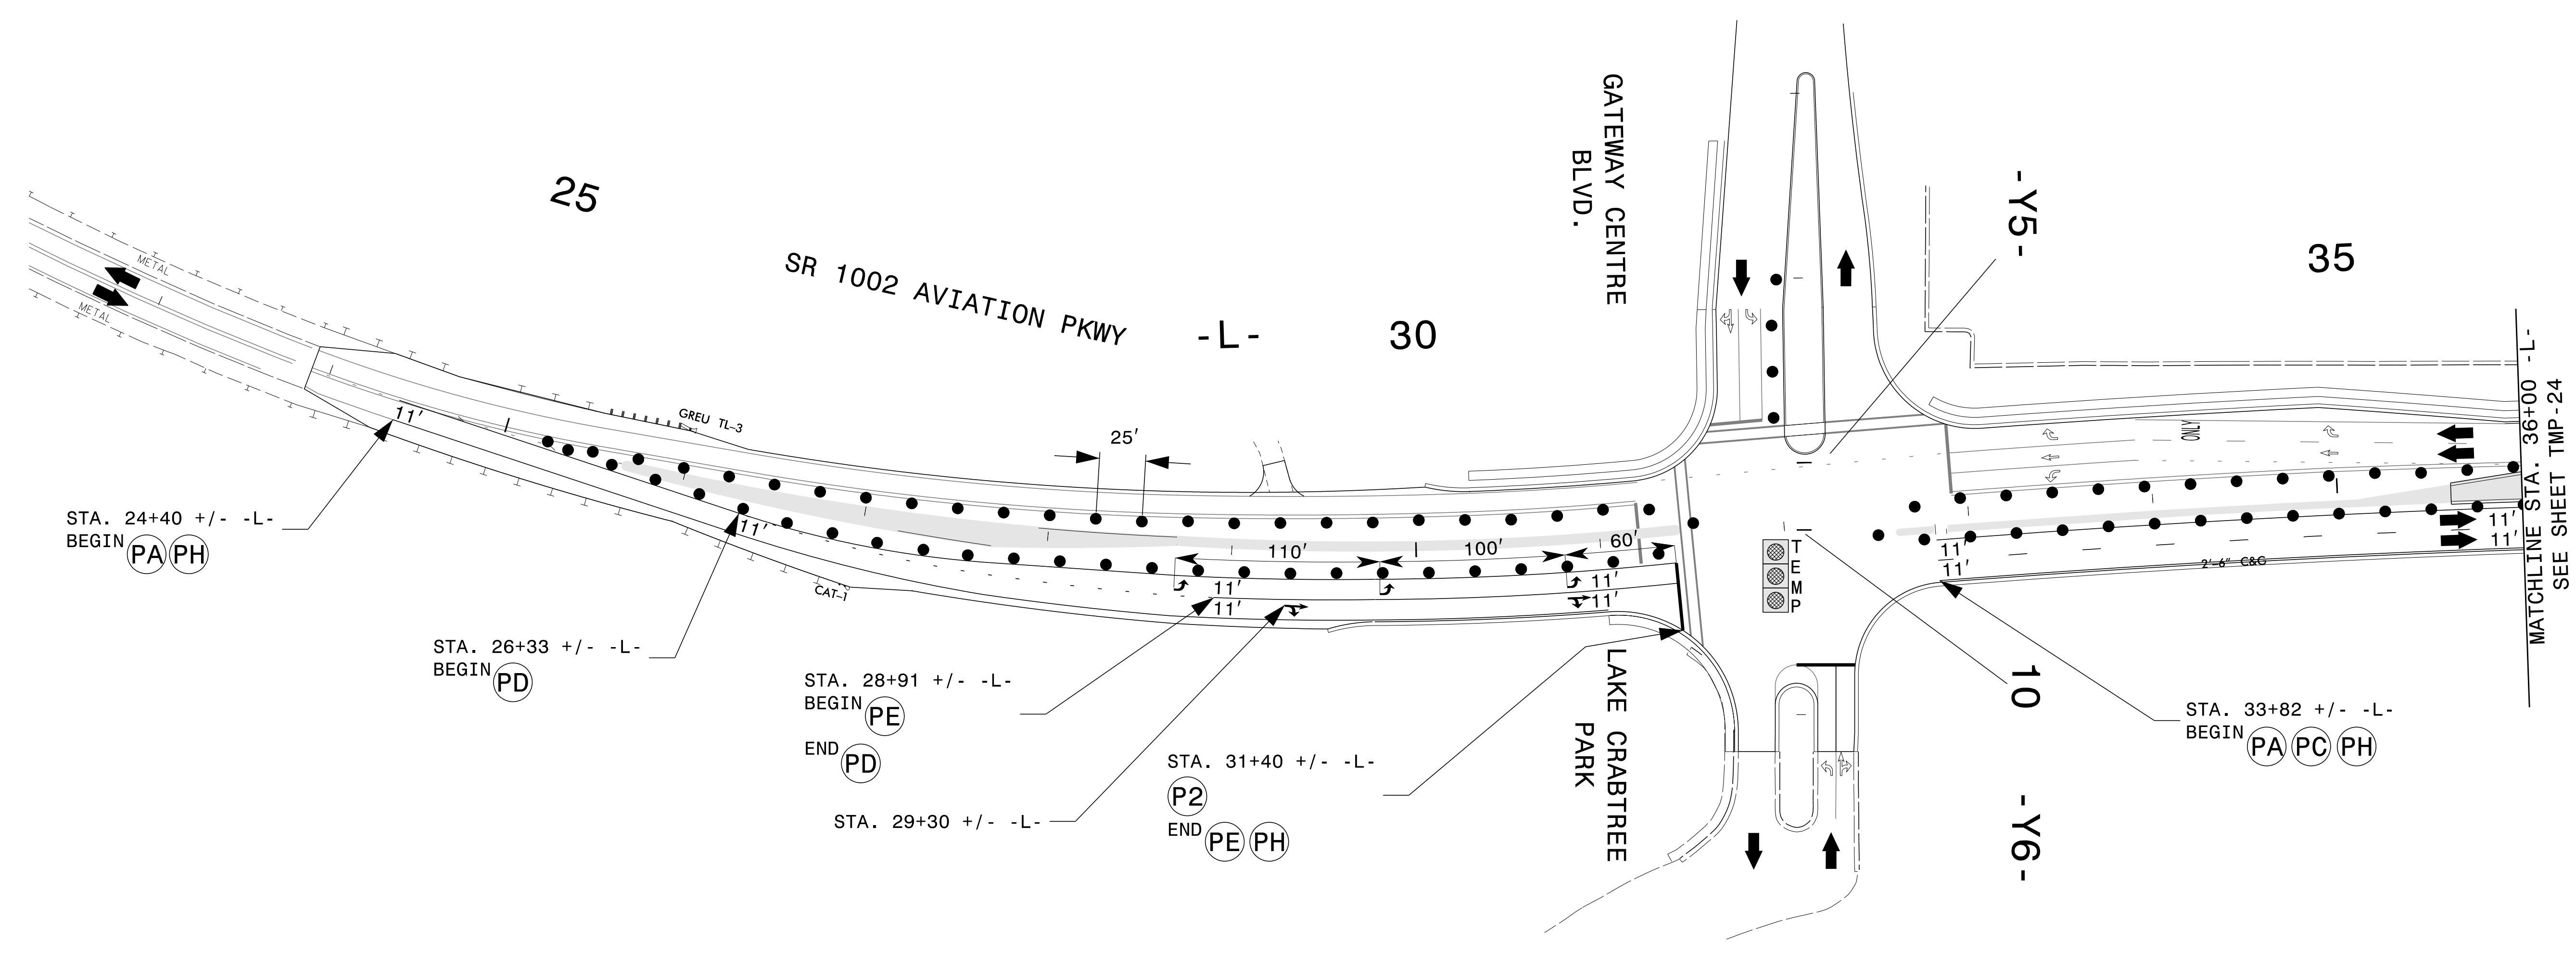 25
SR 1002 AVIATION PKWY
-L-
30
GATEWAY CENTRE
BLVD.
-Y5-
35
METAL
METAL
GREU TL-3
25'
11'
ONLY
MATCHLINE STA. 36+00 -L-
SEE SHEET TMP-24
STA. 24+40 +/- -L-
BEGIN PA PH
11'
110'
100'
60'
11'
11'
11'
11'
CAT-1
T
E
M
P
11'
11'
2'-6" C&G
11'
11'
STA. 26+33 +/- -L-
BEGIN PD
STA. 28+91 +/- -L-
BEGIN PE
END PD
STA. 29+30 +/- -L-
STA. 31+40 +/- -L-
P2
END PE PH
LAKE CRABTREE
PARK
10
-Y6-
STA. 33+82 +/- -L-
BEGIN PA PC PH